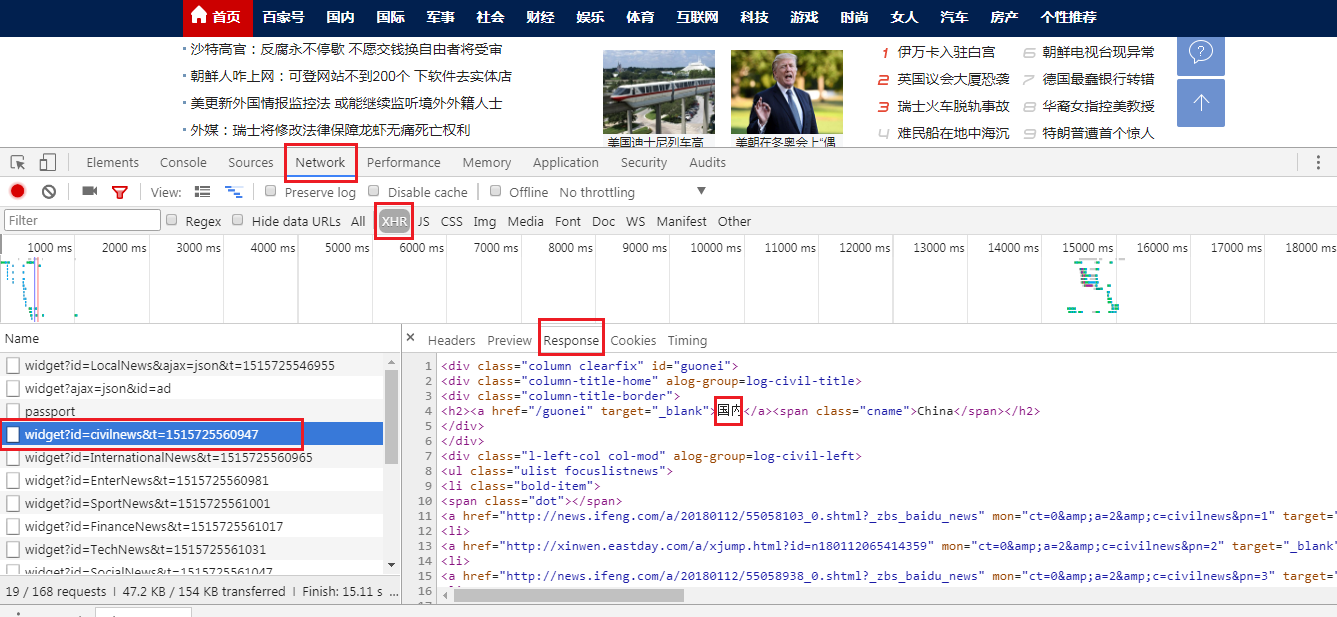 首页 百家号 国内 国际 军事 社会 财经 娱乐 体育 互联网 科技 游戏 时尚 女人 汽车 房产 个性推荐
沙特高官：反腐永不停歇 不愿交钱换自由者将受审
朝鲜人咋上网：可登网站不到200个 下软件去实体店
美更新外国情报监控法 或能继续监听境外外籍人士
外媒：瑞士将修改法律保障龙虾无痛死亡权利
美国迪士尼列车高
美朝在冬奥会上“偶
1 伊万卡入驻白宫 6 朝鲜电视台现异常
2 英国议会大厦恐袭 7 德国最蠢银行转错
3 瑞士火车脱轨事故 8 华裔女指控美教授
4 难民船在地中海沉 9 特朗普遭首个惊人
Elements Console Sources Network Performance Memory Application Security Audits
View: Preserve log Disable cache Offline No throttling
Filter Regex Hide data URLs All XHR JS CSS Img Media Font Doc WS Manifest Other
1000 ms 2000 ms 3000 ms 4000 ms 5000 ms 6000 ms 7000 ms 8000 ms 9000 ms 10000 ms 11000 ms 12000 ms 13000 ms 14000 ms 15000 ms 16000 ms 17000 ms 18000 ms
Name
widget?id=LocalNews&ajax=json&t=1515725546955
widget?ajax=json&id=ad
passport
widget?id=civilnews&t=1515725560947
widget?id=InternationalNews&t=1515725560965
widget?id=EnterNews&t=1515725560981
widget?id=SportNews&t=1515725561001
widget?id=FinanceNews&t=1515725561017
widget?id=TechNews&t=1515725561031
widget?id=SocialNews&t=1515725561047
19 / 168 requests | 47.2 KB / 154 KB transferred | Finish: 15.11 s ...
× Headers Preview Response Cookies Timing
1 <div class="column clearfix" id="guonei">
2 <div class="column-title-home" alog-group=log-civil-title>
3 <div class="column-title-border">
4 <h2><a href="/guonei" target="_blank">国内</a><span class="cname">China</span></h2>
5 </div>
6 </div>
7 <div class="l-left-col col-mod" alog-group=log-civil-left>
8 <ul class="ulist focuslistnews">
9 <li class="bold-item">
10 <span class="dot"></span>
11 <a href="http://news.ifeng.com/a/20180112/55058103_0.shtml?_zbs_baidu_news" mon="ct=0&amp;a=2&amp;c=civilnews&pn=1" target="
12 <li>
13 <a href="http://xinwen.eastday.com/a/xjump.html?id=n180112065414359" mon="ct=0&amp;a=2&amp;c=civilnews&pn=2" target="_blank"
14 <li>
15 <a href="http://news.ifeng.com/a/20180112/55058938_0.shtml?_zbs_baidu_news" mon="ct=0&amp;a=2&amp;c=civilnews&pn=3" target="
16